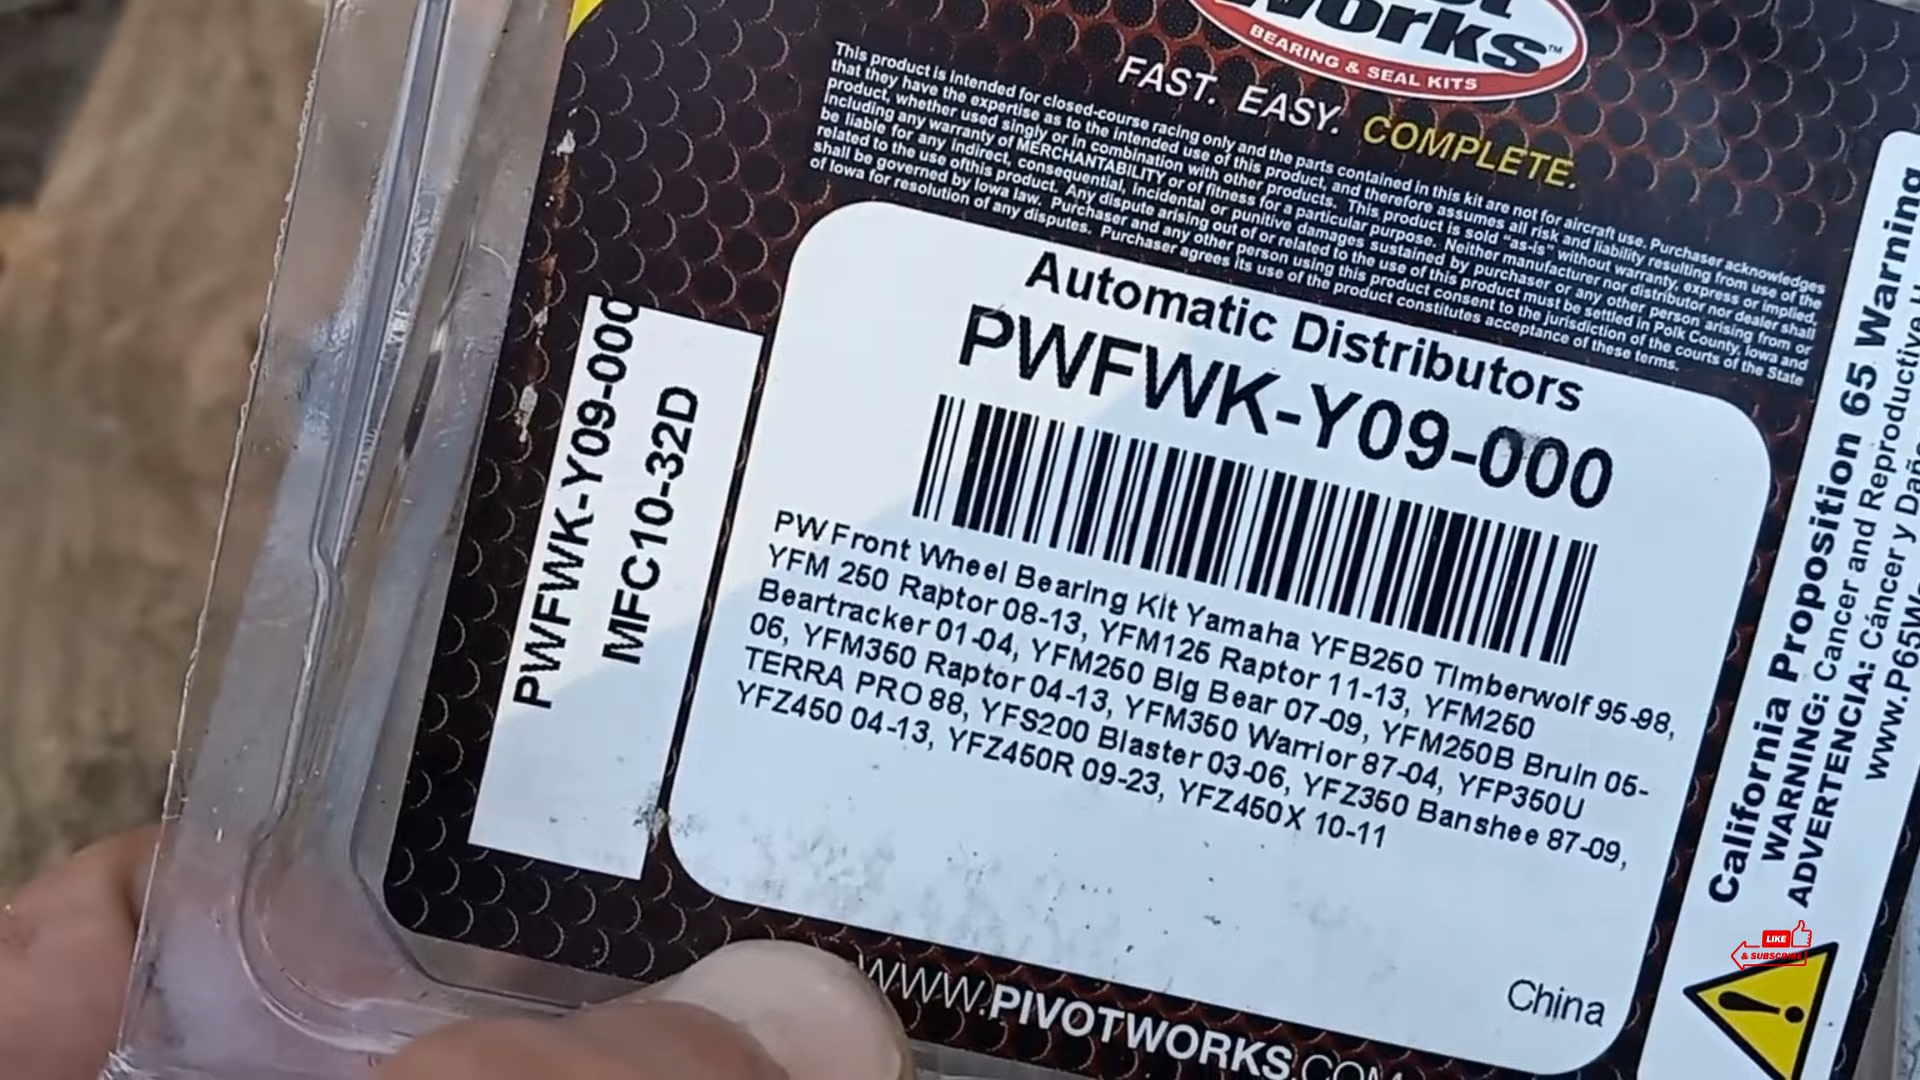 works™
BEARING & SEAL KITS
FAST. EASY. COMPLETE.
This product is intended for closed-course racing only and the parts contained in this kit are not for aircraft use. Purchaser acknowledges
that they have the expertise as to the intended use of this product, and therefore assumes all risk and liability resulting from use of the
product, whether used singly or in combination with other products. This product is sold "as-is" without warranty, express or implied,
including any warranty of MERCHANTABILITY or of fitness for a particular purpose. Neither manufacturer nor distributor nor dealer shall
be liable for any indirect, consequential, incidental or punitive damages sustained by purchaser or any other person arising from or
related to the use ofthis product. Any dispute arising out of or related to the use of this product must be settled in Polk County, Iowa and
shall be governed by Iowa law. Purchaser and any other person using this product consent to the jurisdiction of the courts of the State
of Iowa for resolution of any disputes. Purchaser agrees its use of the product constitutes acceptance of these terms.
Automatic Distributors
PWFWK-Y09-000
PW Front Wheel Bearing Kit Yamaha YFB250 Timberwolf 95-98,
YFM 250 Raptor 08-13, YFM125 Raptor 11-13, YFM250
Beartracker 01-04, YFM250 Big Bear 07-09, YFM250B Bruin 05-
06, YFM350 Raptor 04-13, YFM350 Warrior 87-04, YFP350U
TERRA PRO 88, YFS200 Blaster 03-06, YFZ350 Banshee 87-09,
YFZ450 04-13, YFZ450R 09-23, YFZ450X 10-11
China
PWFWK-Y09-000
MFC10-32D
WWW.PIVOTWORKS.COM
California Proposition 65 Warning
WARNING: Cancer and Reproductive
ADVERTENCIA: Cáncer y
www.P65W
LIKE
& SUBSCRIBE